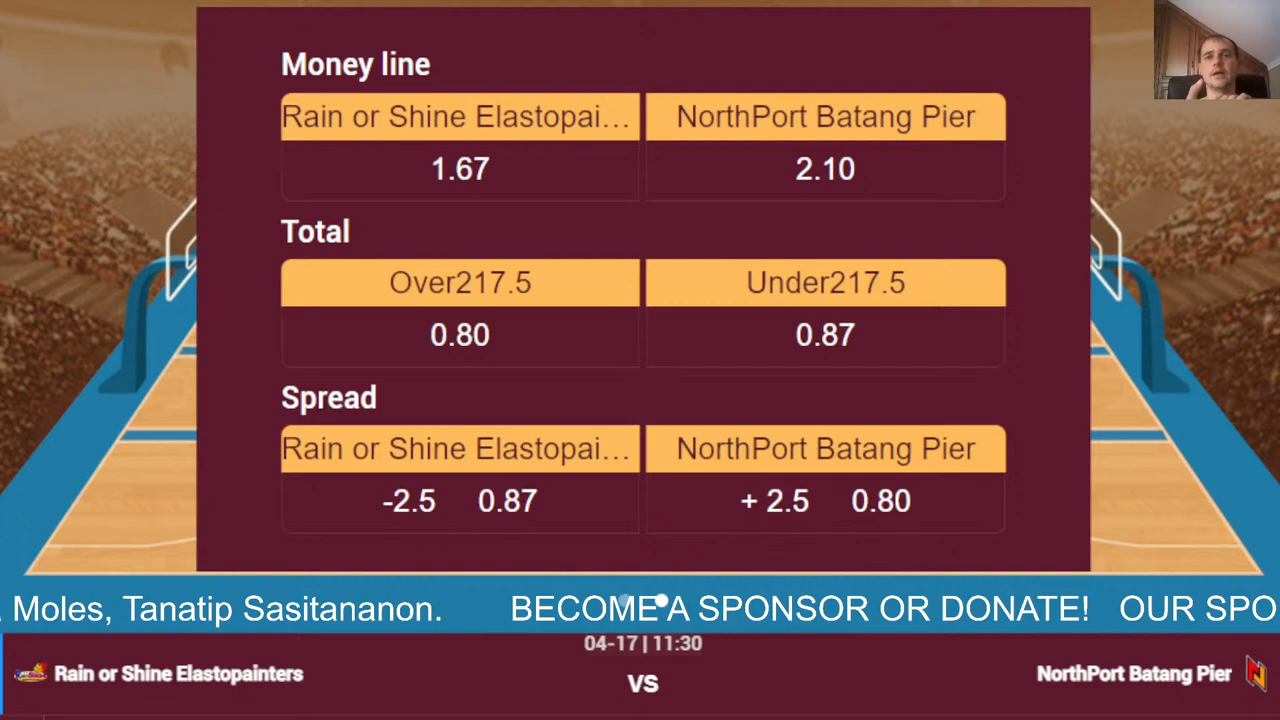 Money line
Rain or Shine Elastopai... NorthPort Batang Pier
1.67 2.10
Total
Over217.5 Under217.5
0.80 0.87
Spread
Rain or Shine Elastopai... NorthPort Batang Pier
-2.5 0.87 + 2.5 0.80
Moles, Tanatip Sasitananon. BECOME A SPONSOR OR DONATE! OUR SPO
04-17 | 11:30
Rain or Shine Elastopainters VS NorthPort Batang Pier